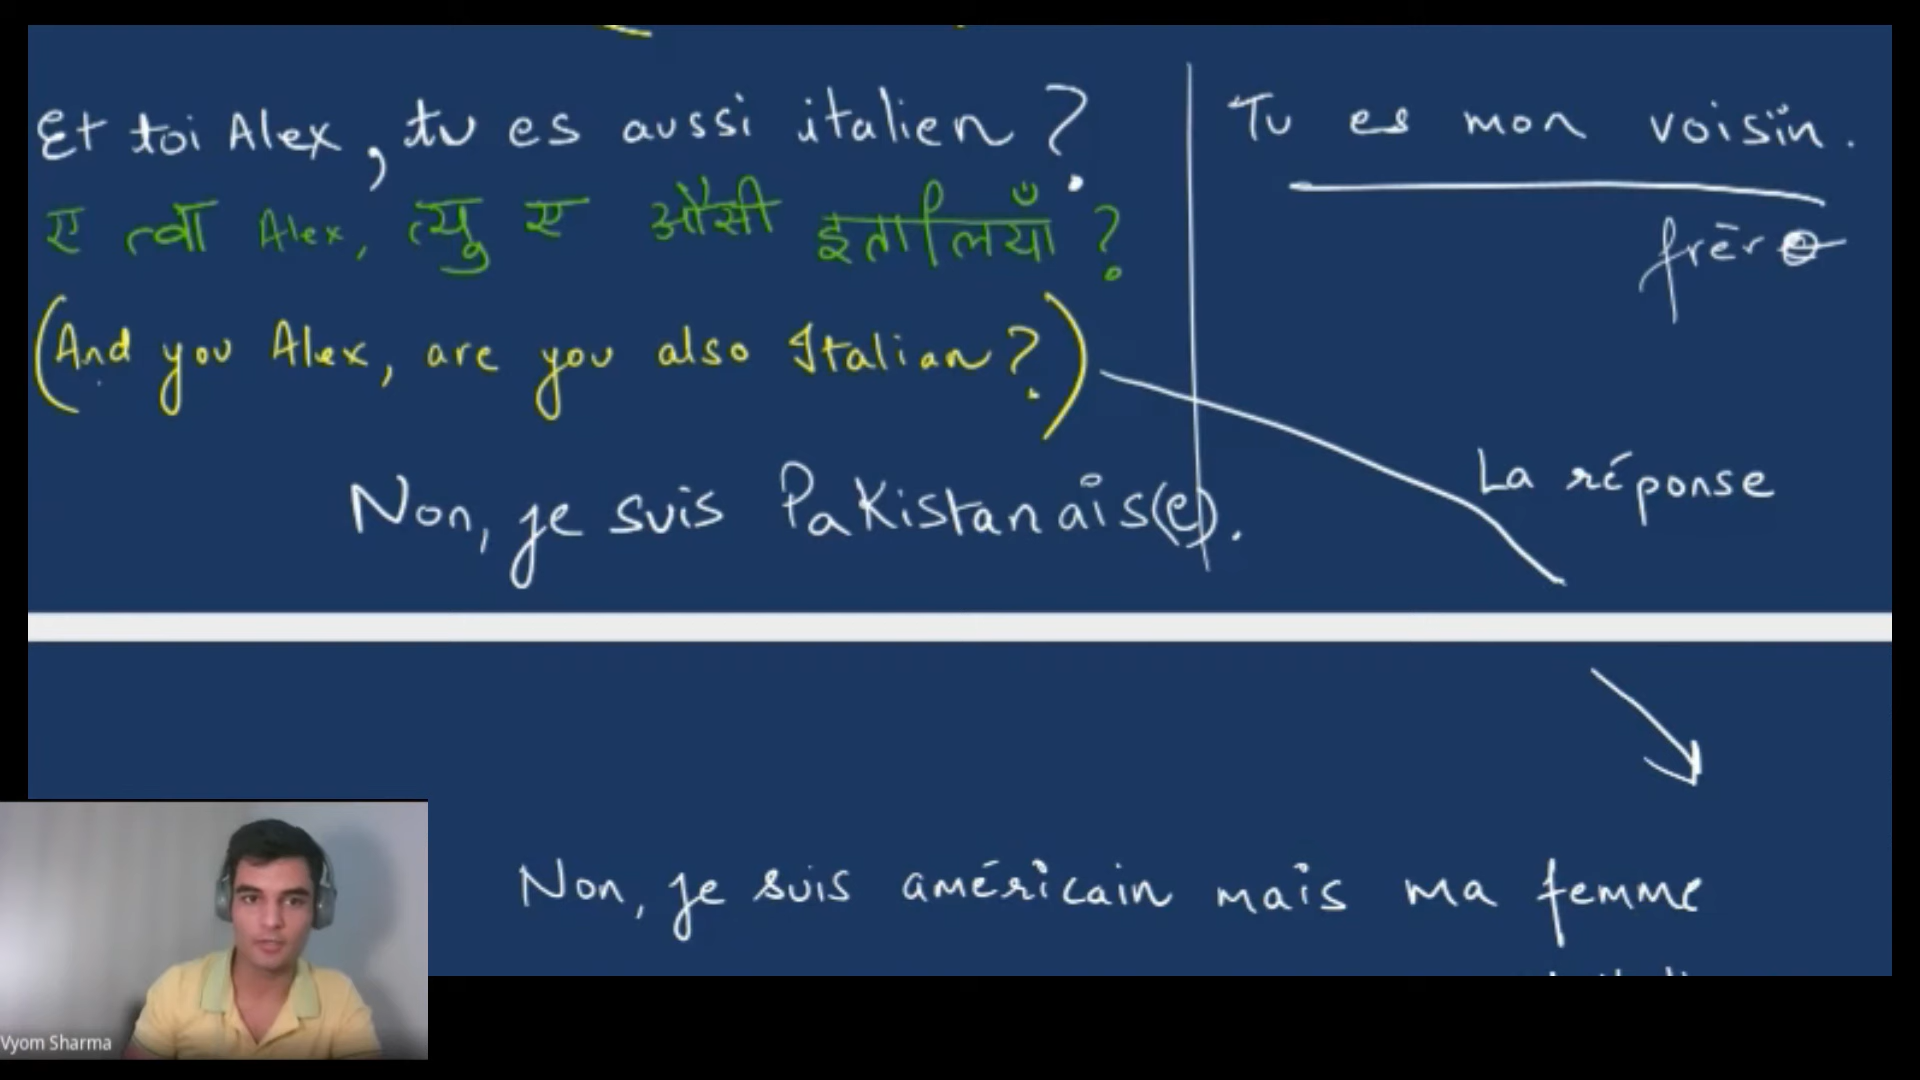 Et toi Alex, tu es aussi italien ?
ए त्वा Alex, त्यु ए औसी इतालियाँ ?
(And you Alex, are you also Italian?)
Non, je suis Pakistanais(e).
Tu es mon voisin.
frère
La réponse
Non, je suis américain mais ma femme
Vyom Sharma